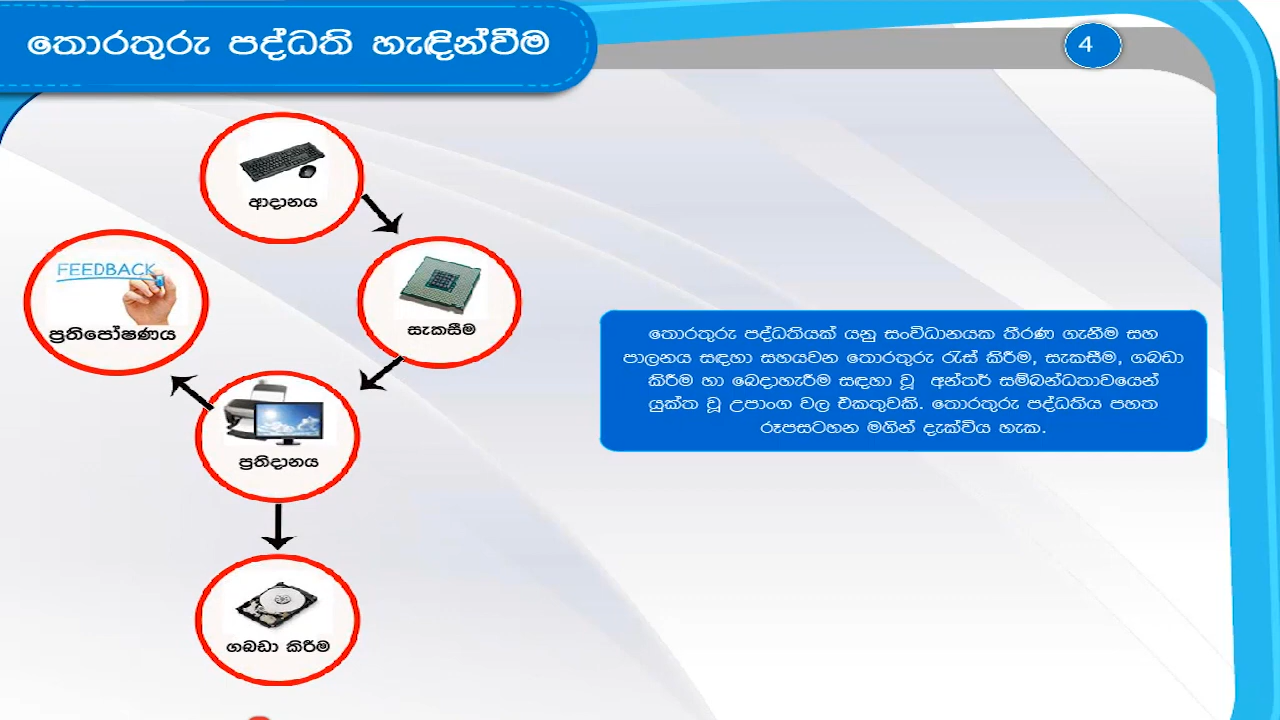 තොරතුරු පද්ධති හැඳින්වීම
4
ආදානය
FEEDBACK
ප්‍රතිපෝෂණය
සැකසීම
ප්‍රතිදානය
ගබඩා කිරීම
තොරතුරු පද්ධතියක් යනු සංවිධානයක තීරණ ගැනීම සහ
පාලනය සඳහා සහයවන තොරතුරු රැස් කිරීම, සැකසීම, ගබඩා
කිරීම හා බෙදාහැරීම සඳහා වූ අන්තර් සම්බන්ධතාවයෙන්
යුක්ත වූ උපාංග වල එකතුවකි. තොරතුරු පද්ධතිය පහත
රූපසටහන මගින් දැක්විය හැක.